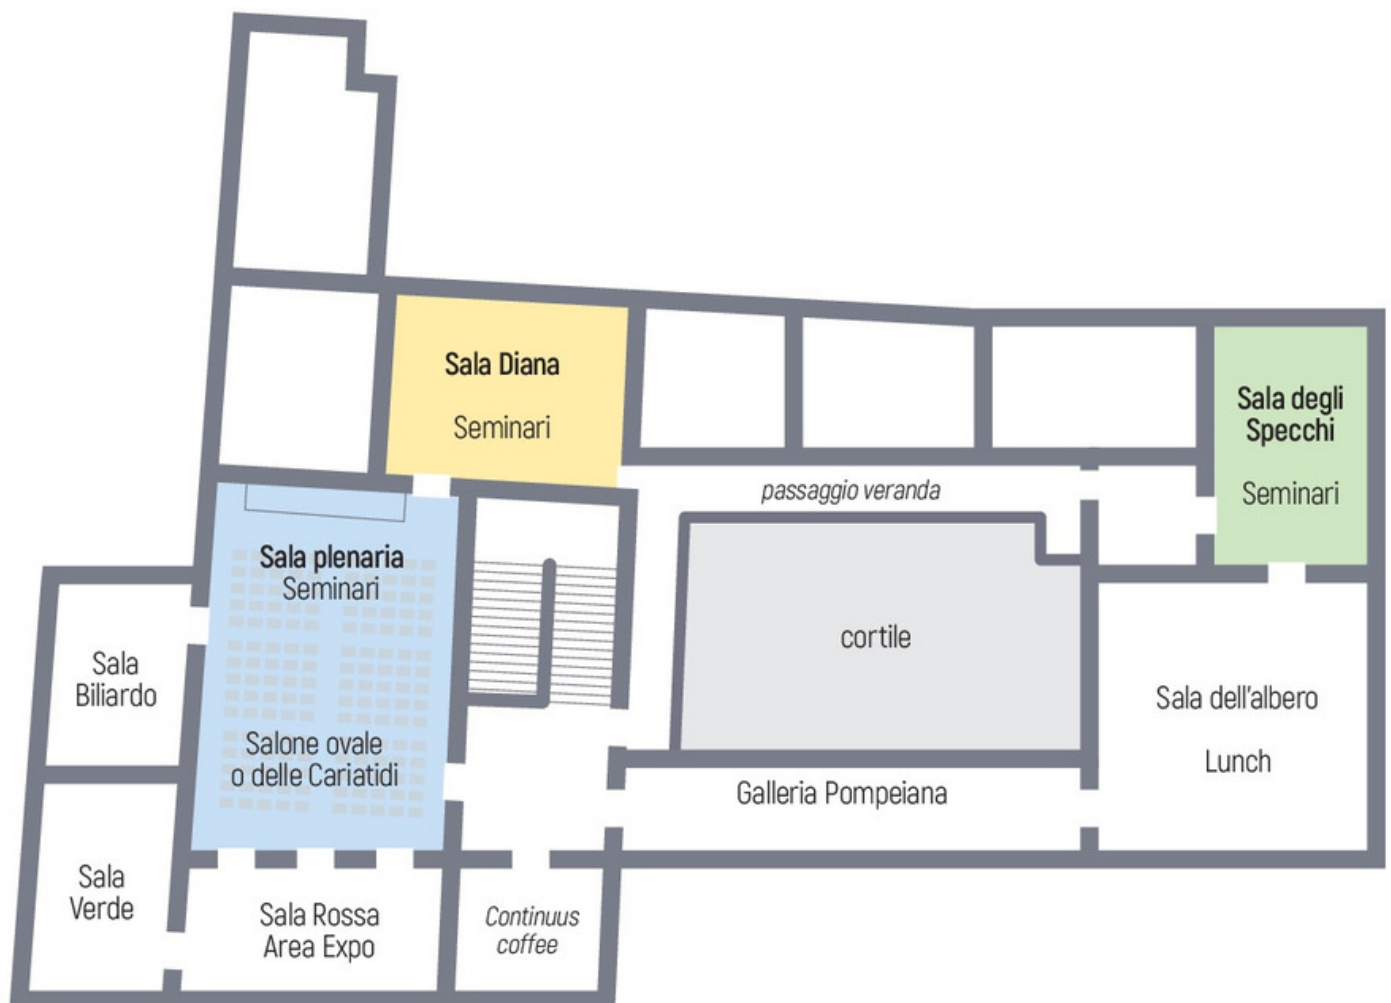 Sala Diana
Seminari
Sala degli
Specchi
Seminari
passaggio veranda
Sala plenaria
Seminari
cortile
Sala
Biliardo
Sala dell'albero
Lunch
Salone ovale
o delle Cariatidi
Galleria Pompeiana
Sala
Verde
Sala Rossa
Area Expo
Continuus
coffee